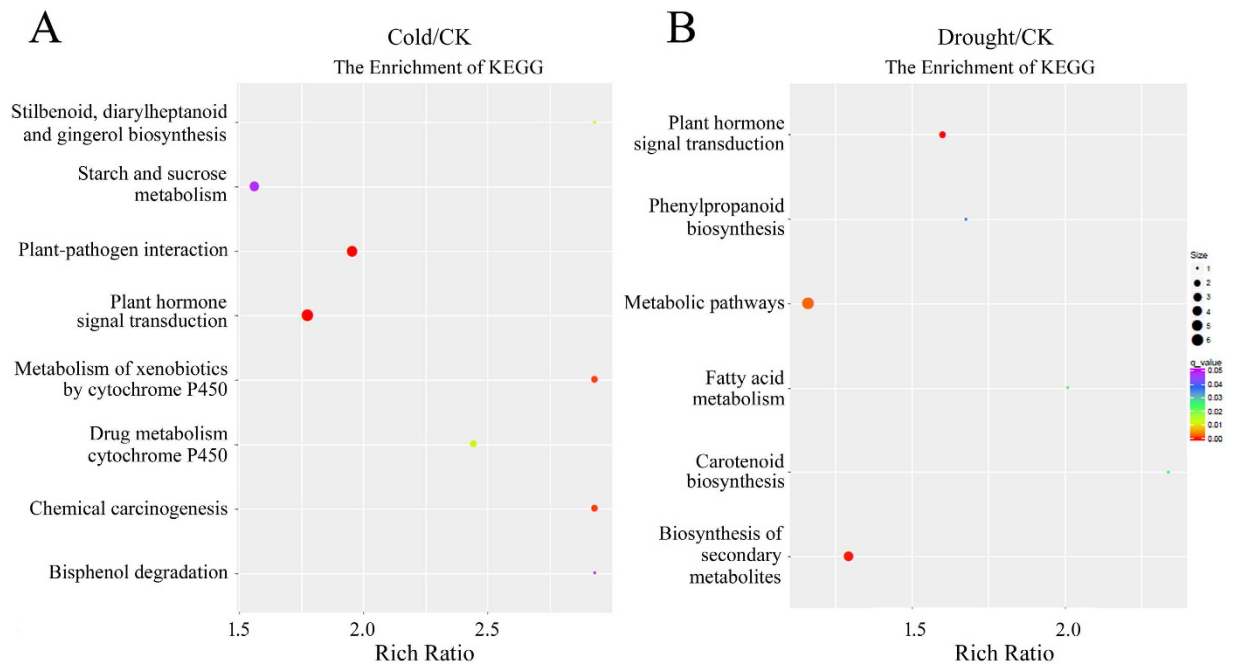 A
Cold/CK
The Enrichment of KEGG
Stilbenoid, diarylheptanoid
and gingerol biosynthesis
Starch and sucrose
metabolism
Plant-pathogen interaction
Plant hormone
signal transduction
Metabolism of xenobiotics
by cytochrome P450
Drug metabolism
cytochrome P450
Chemical carcinogenesis
Bisphenol degradation
1.5 2.0 2.5
Rich Ratio
B
Drought/CK
The Enrichment of KEGG
Plant hormone
signal transduction
Phenylpropanoid
biosynthesis
Metabolic pathways
Fatty acid
metabolism
Carotenoid
biosynthesis
Biosynthesis of
secondary
metabolites
1.5 2.0
Rich Ratio
Size
1
2
3
4
5
6
q_value
0.05
0.04
0.03
0.02
0.01
0.00